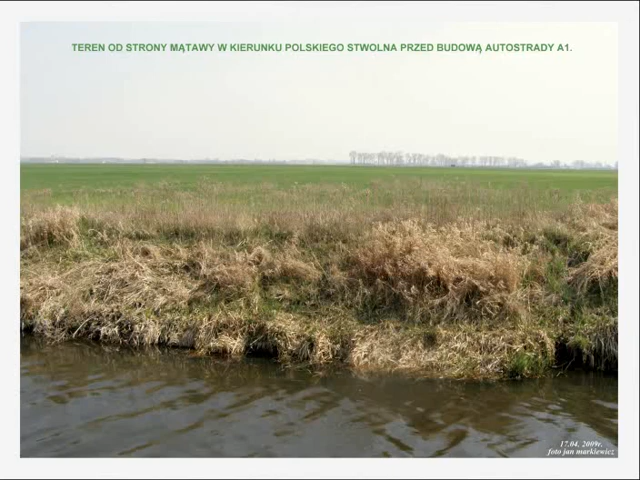 TEREN OD STRONY MĄTAWY W KIERUNKU POLSKIEGO STWOLNA PRZED BUDOWĄ AUTOSTRADY A1.
17.04. 2009r.
foto jan markiewicz